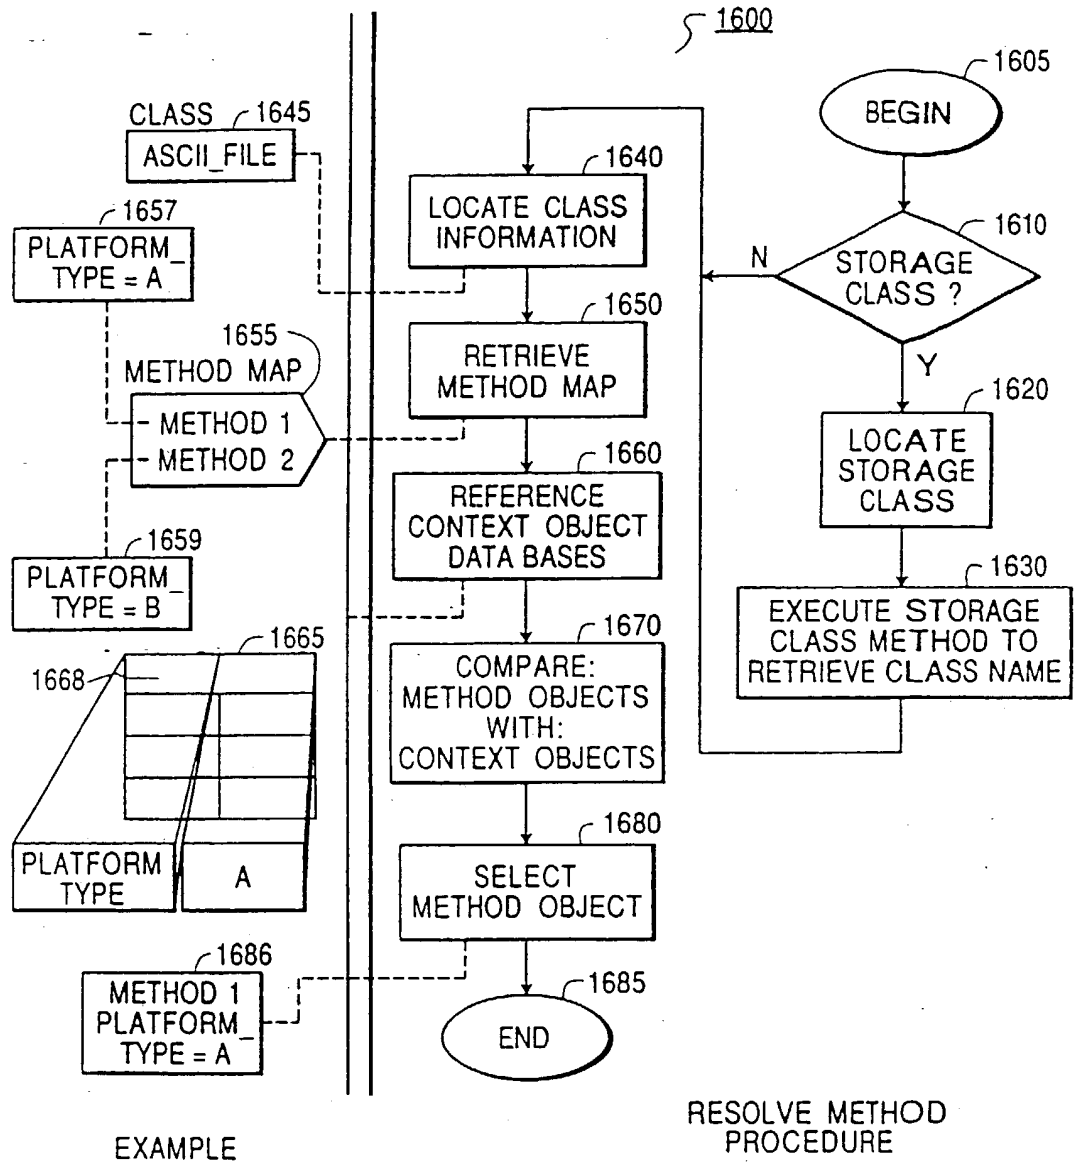 1600
1605
BEGIN
1610
STORAGE
CLASS ?
N
Y
1620
LOCATE
STORAGE
CLASS
1630
EXECUTE STORAGE
CLASS METHOD TO
RETRIEVE CLASS NAME
1640
LOCATE CLASS
INFORMATION
CLASS
1645
ASCII_FILE
1650
RETRIEVE
METHOD MAP
1657
PLATFORM_
TYPE = A
1655
METHOD MAP
METHOD 1
METHOD 2
1659
PLATFORM_
TYPE = B
1660
REFERENCE
CONTEXT OBJECT
DATA BASES
1665
1668
PLATFORM
TYPE
A
1670
COMPARE:
METHOD OBJECTS
WITH:
CONTEXT OBJECTS
1680
SELECT
METHOD OBJECT
1686
METHOD 1
PLATFORM_
TYPE = A
1685
END
EXAMPLE
RESOLVE METHOD
PROCEDURE